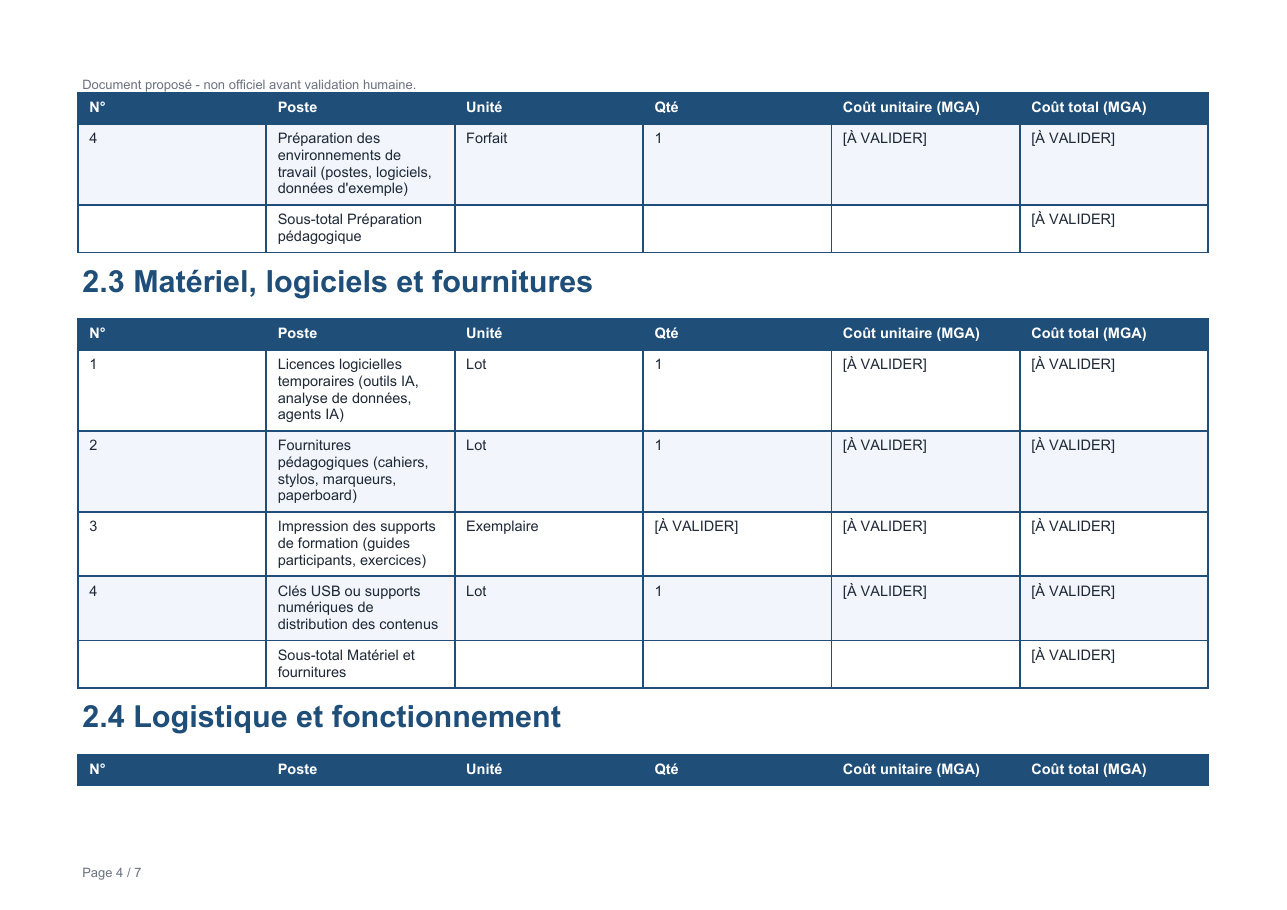 Document proposé - non officiel avant validation humaine.
N° Poste Unité Qté Coût unitaire (MGA) Coût total (MGA)
4 Préparation des Forfait 1 [À VALIDER] [À VALIDER]
environnements de
travail (postes, logiciels,
données d'exemple)
Sous-total Préparation [À VALIDER]
pédagogique
2.3 Matériel, logiciels et fournitures
N° Poste Unité Qté Coût unitaire (MGA) Coût total (MGA)
1 Licences logicielles Lot 1 [À VALIDER] [À VALIDER]
temporaires (outils IA,
analyse de données,
agents IA)
2 Fournitures Lot 1 [À VALIDER] [À VALIDER]
pédagogiques (cahiers,
stylos, marqueurs,
paperboard)
3 Impression des supports Exemplaire [À VALIDER] [À VALIDER] [À VALIDER]
de formation (guides
participants, exercices)
4 Clés USB ou supports Lot 1 [À VALIDER] [À VALIDER]
numériques de
distribution des contenus
Sous-total Matériel et [À VALIDER]
fournitures
2.4 Logistique et fonctionnement
N° Poste Unité Qté Coût unitaire (MGA) Coût total (MGA)
Page 4 / 7